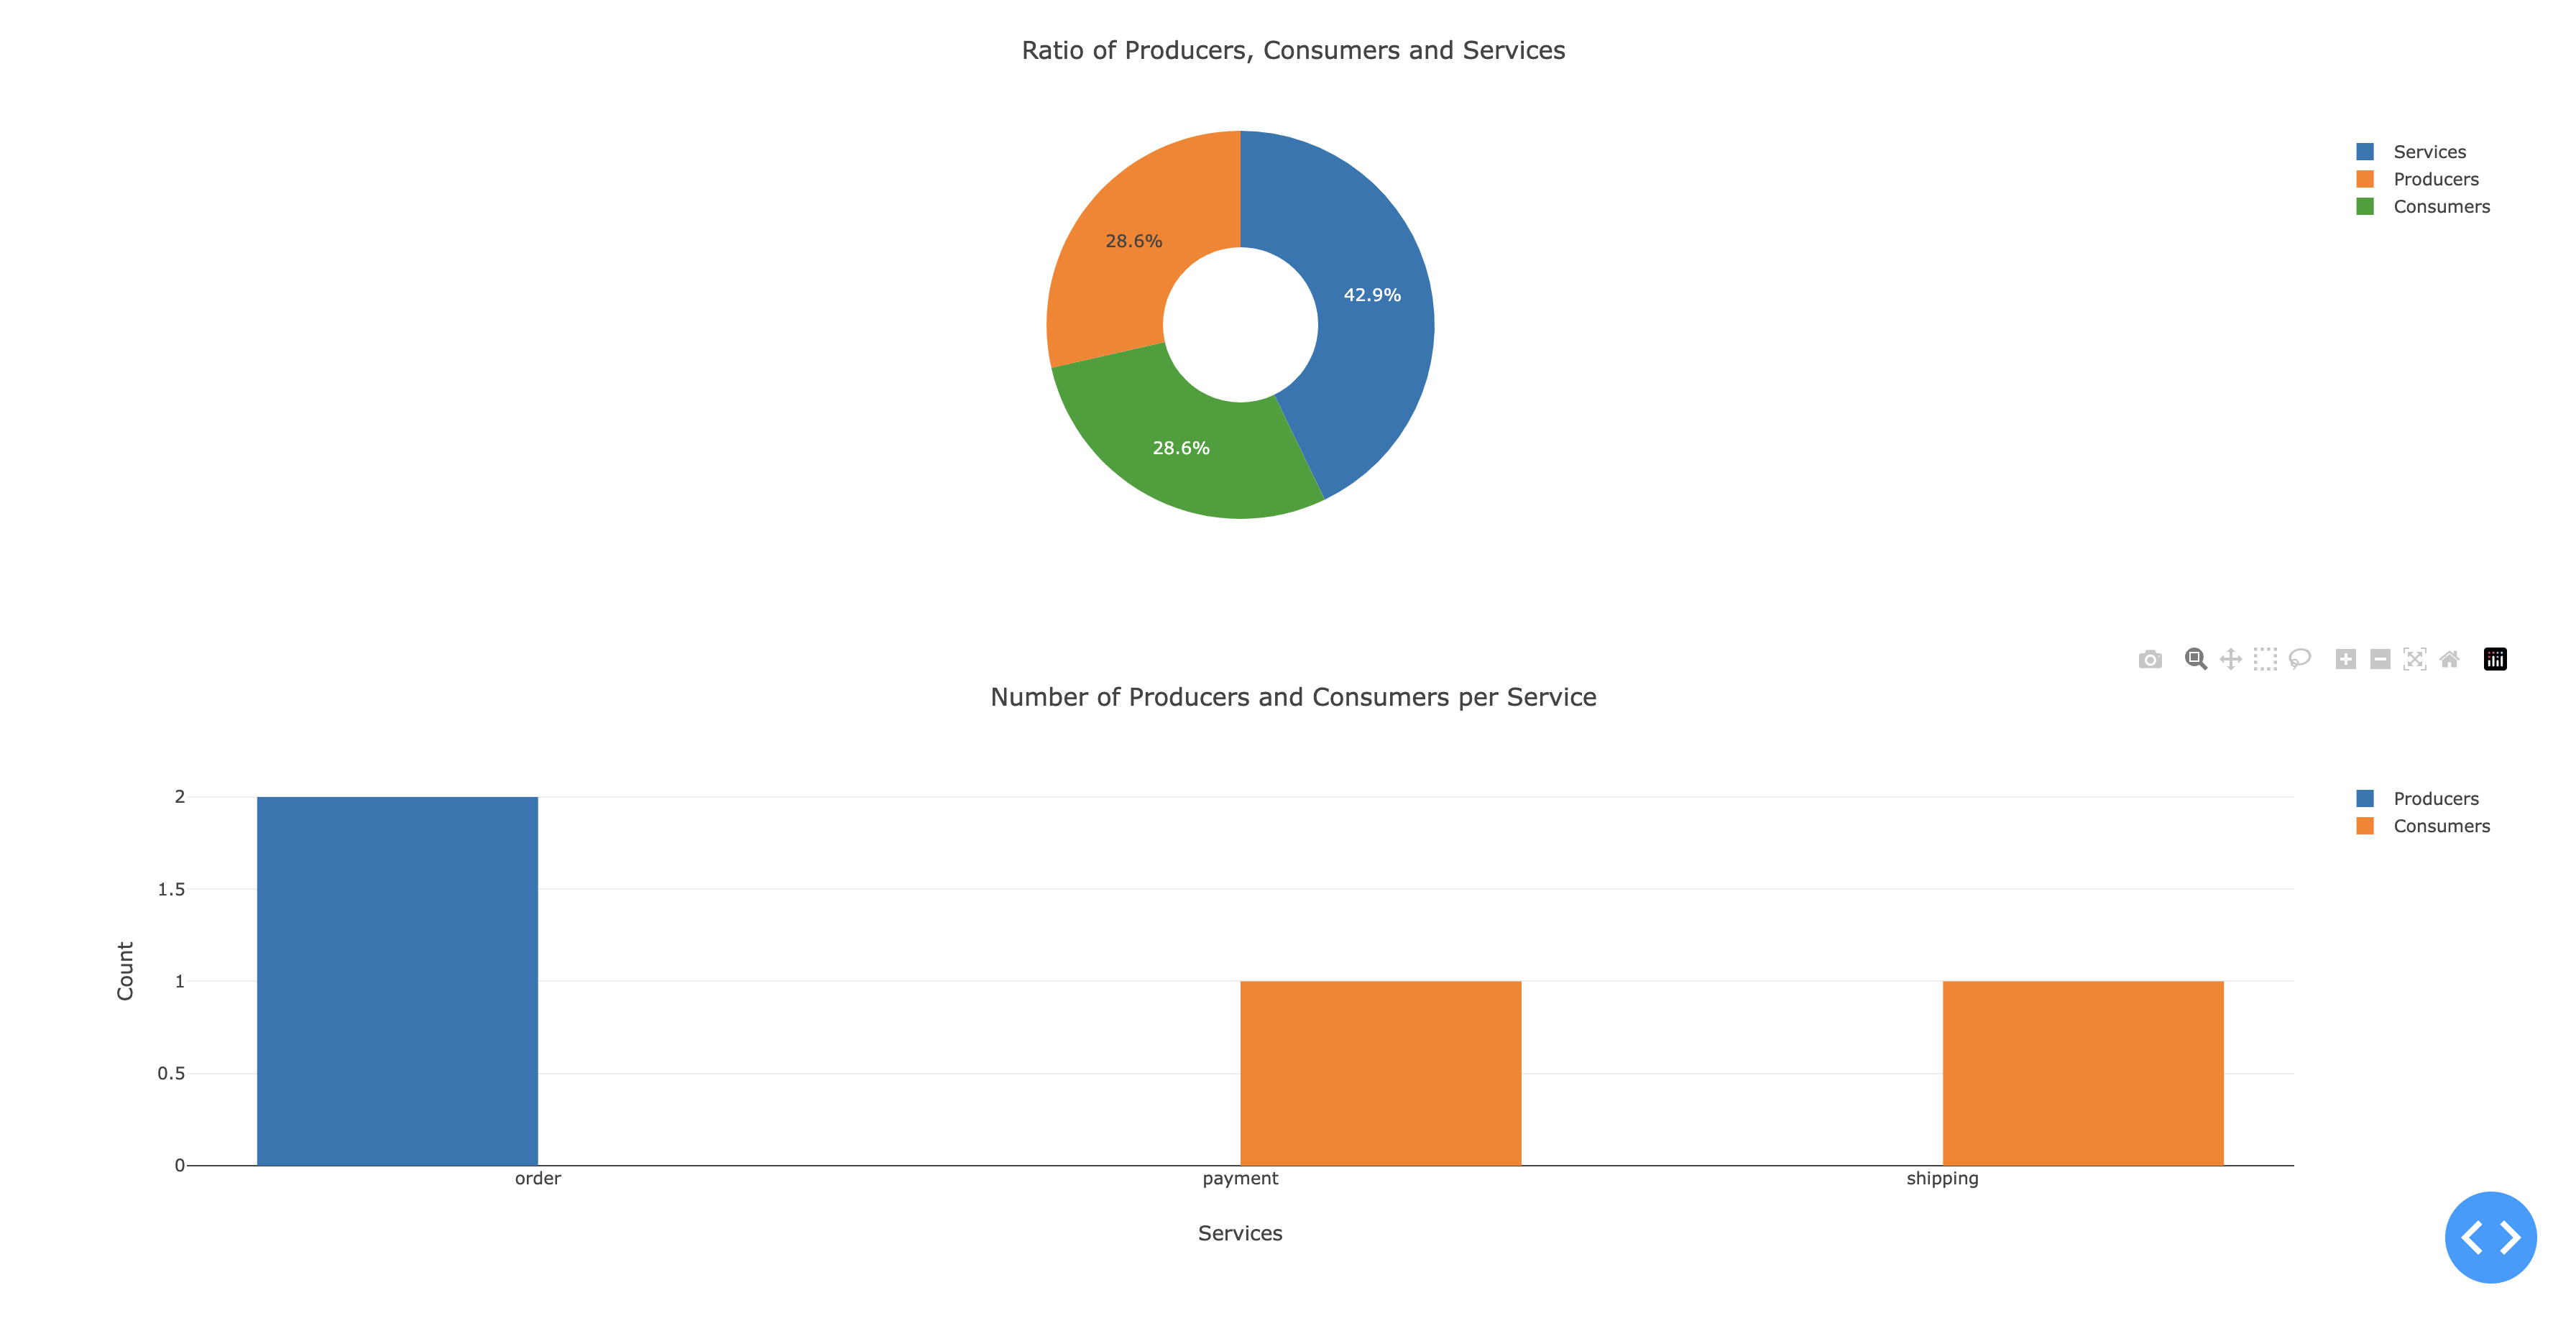 Ratio of Producers, Consumers and Services
Services
Producers
Consumers
28.6%
42.9%
28.6%
Number of Producers and Consumers per Service
Producers
Consumers
2
1.5
1
0.5
0
Count
order
payment
shipping
Services